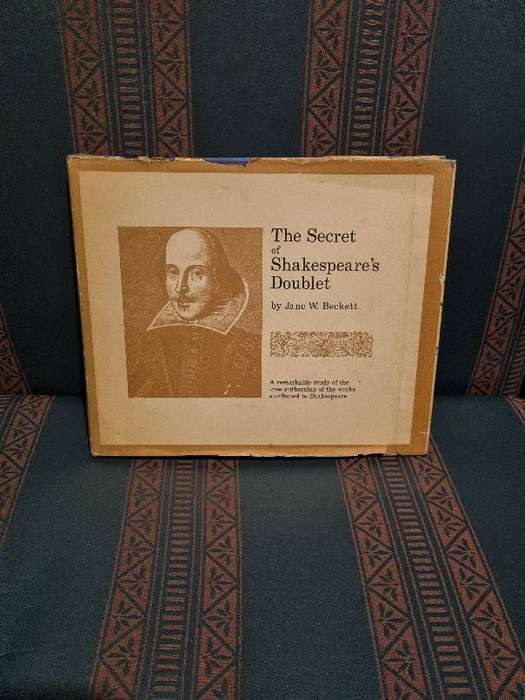 The Secret
of
Shakespeare's
Doublet
by Jane W. Beckett
A remarkable study of the
true authorship of the works
attributed to Shakespeare